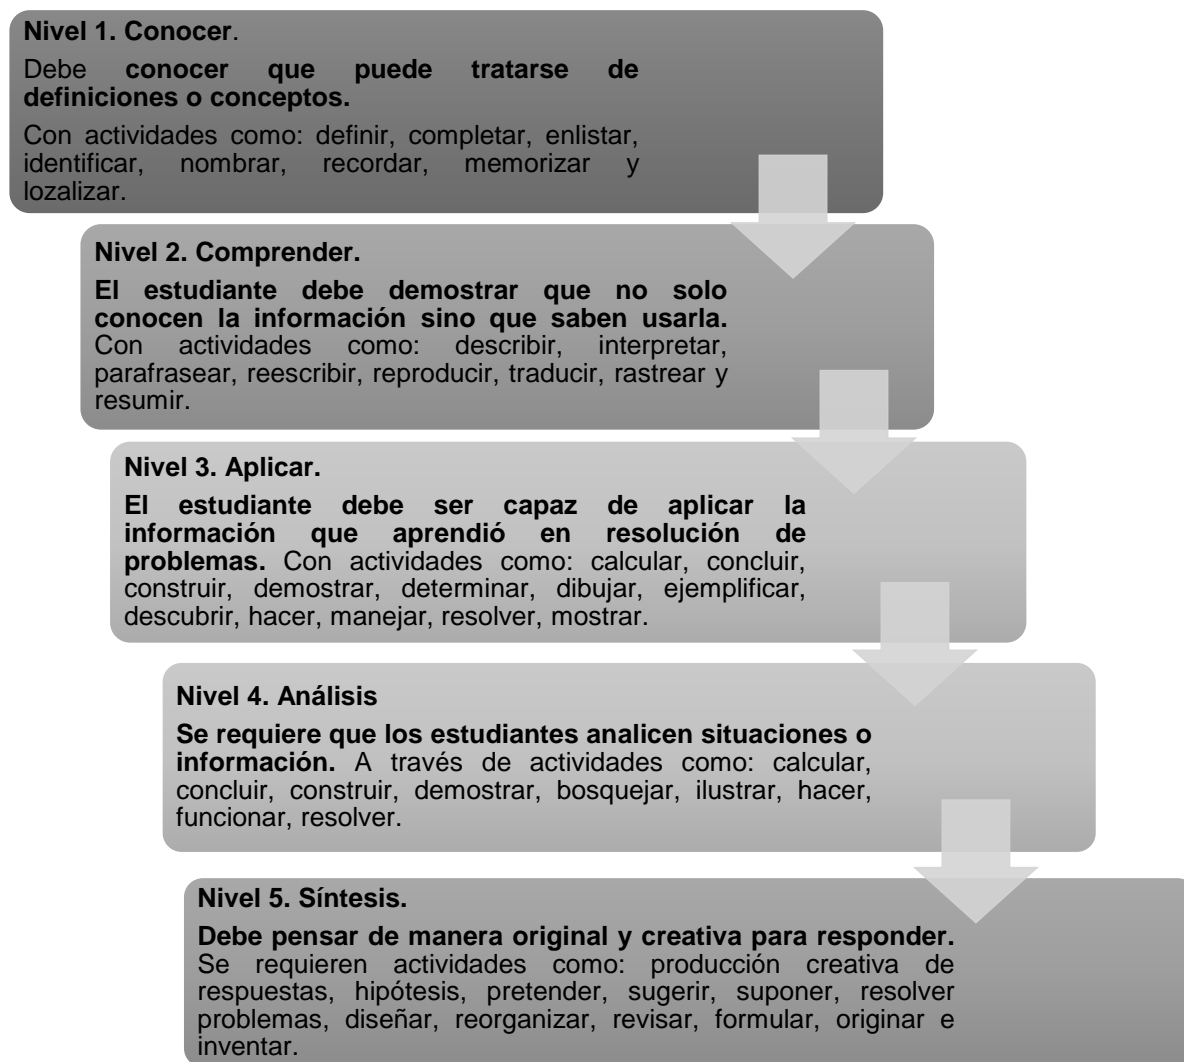 Nivel 1. Conocer.
Debe conocer que puede tratarse de
definiciones o conceptos.
Con actividades como: definir, completar, enlistar,
identificar, nombrar, recordar, memorizar y
lozalizar.
Nivel 2. Comprender.
El estudiante debe demostrar que no solo
conocen la información sino que saben usarla.
Con actividades como: describir, interpretar,
parafrasear, reescribir, reproducir, traducir, rastrear y
resumir.
Nivel 3. Aplicar.
El estudiante debe ser capaz de aplicar la
información que aprendió en resolución de
problemas. Con actividades como: calcular, concluir,
construir, demostrar, determinar, dibujar, ejemplificar,
descubrir, hacer, manejar, resolver, mostrar.
Nivel 4. Análisis
Se requiere que los estudiantes analicen situaciones o
información. A través de actividades como: calcular,
concluir, construir, demostrar, bosquejar, ilustrar, hacer,
funcionar, resolver.
Nivel 5. Síntesis.
Debe pensar de manera original y creativa para responder.
Se requieren actividades como: producción creativa de
respuestas, hipótesis, pretender, sugerir, suponer, resolver
problemas, diseñar, reorganizar, revisar, formular, originar e
inventar.